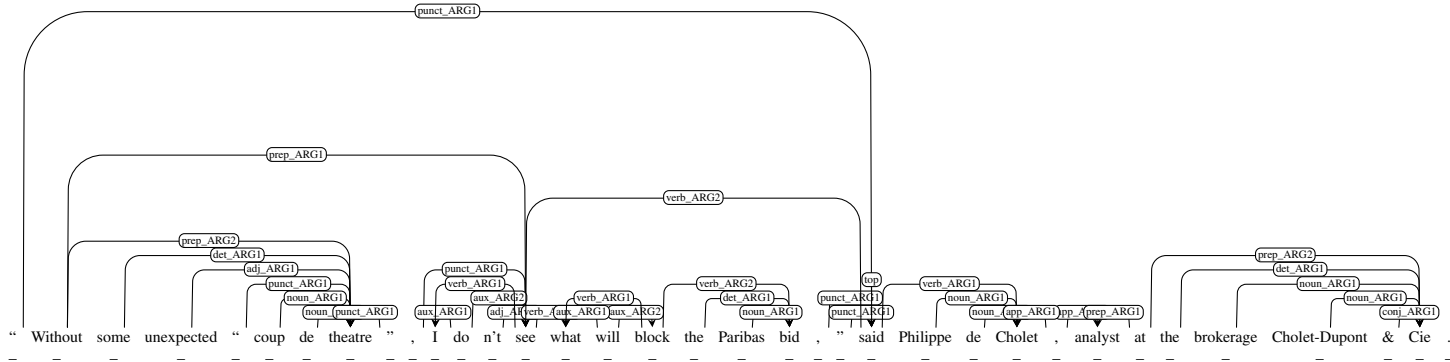 punct_ARG1
prep_ARG1
verb_ARG2
prep_ARG2 prep_ARG2
det_ARG1 det_ARG1
adj_ARG1 punct_ARG1 top
punct_ARG1 verb_ARG1 verb_ARG2 verb_ARG1 noun_ARG1
noun_ARG1 aux_ARG2 verb_ARG1 det_ARG1 punct_ARG1 noun_ARG1 noun_ARG1
punct_ARG1 aux_ARG1 aux_ARG1 aux_ARG2 noun_ARG1 punct_ARG1 app_ARG1 prep_ARG1 conj_ARG1
“ Without some unexpected “ coup de theatre ” , I do n't see what will block the Paribas bid , ” said Philippe de Cholet , analyst at the brokerage Cholet-Dupont & Cie .
_ _ _ _ _ _ _ _ _ _ _ _ _ _ _ _ _ _ _ _ _ _ _ _ _ _ _ _ _ _ _ _ _ _ _ _